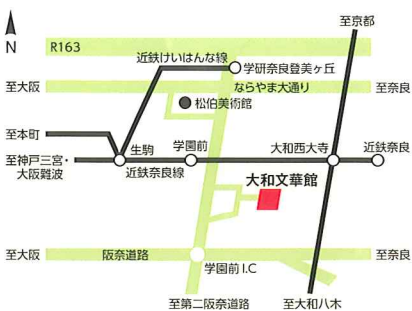 至京都
N
R163
近鉄けいはんな線
学研奈良登美ヶ丘
至大阪
ならやま大通り
至奈良
松伯美術館
至本町
生駒
学園前
大和西大寺
近鉄奈良
至神戸三宮・
大阪難波
近鉄奈良線
大和文華館
至大阪
阪奈道路
至奈良
学園前 I.C
至第二阪奈道路
至大和八木